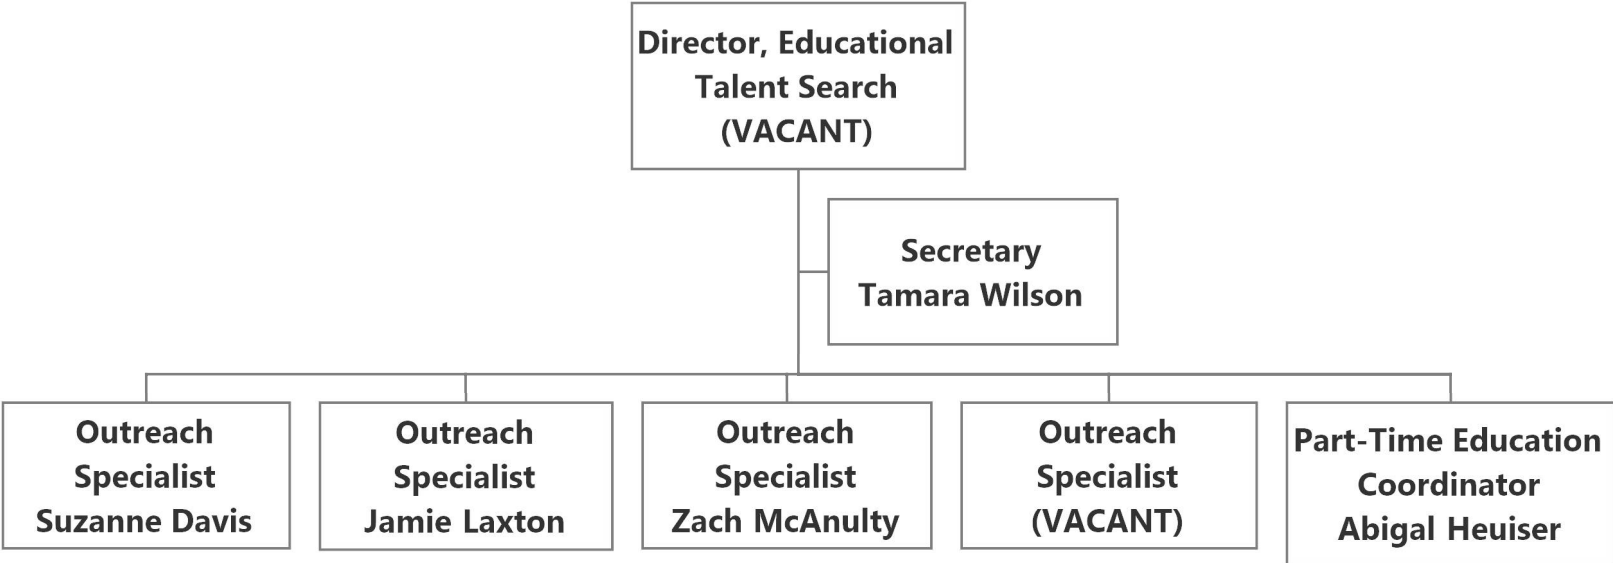 Director, Educational
Talent Search
(VACANT)
Secretary
Tamara Wilson
Outreach
Specialist
Suzanne Davis
Outreach
Specialist
Jamie Laxton
Outreach
Specialist
Zach McAnulty
Outreach
Specialist
(VACANT)
Part-Time Education
Coordinator
Abigal Heuiser